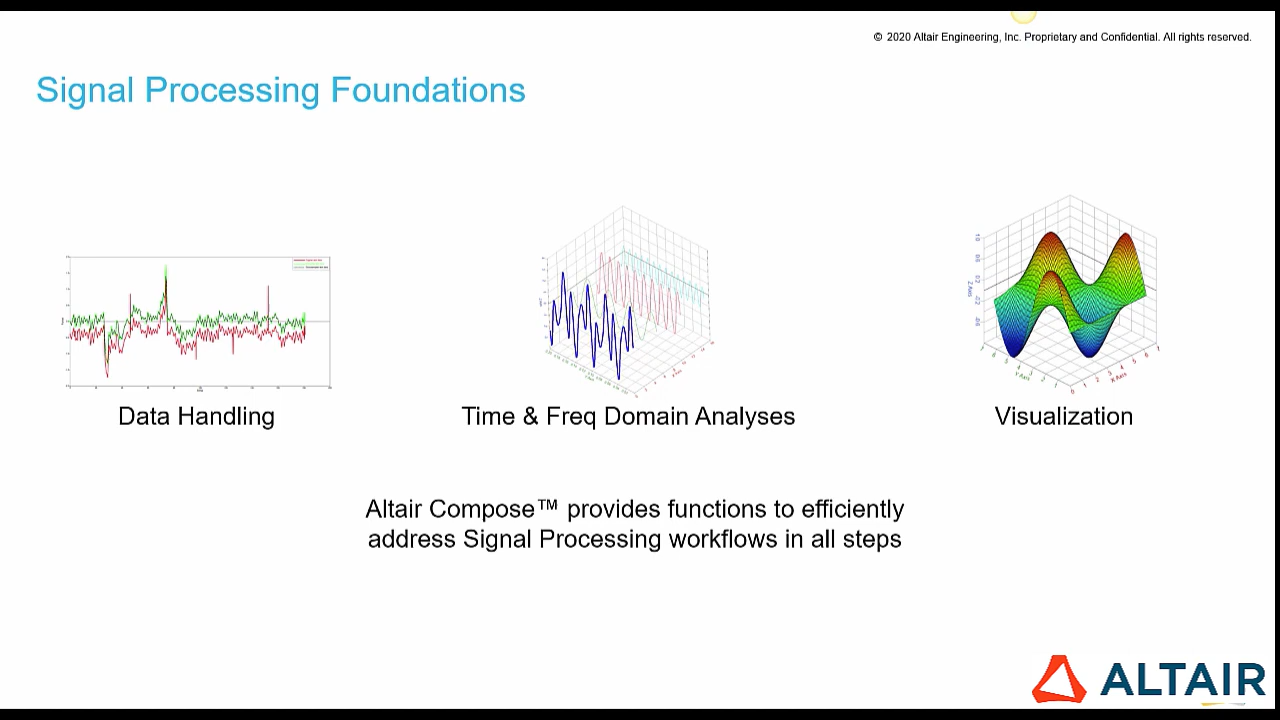 © 2020 Altair Engineering, Inc. Proprietary and Confidential. All rights reserved.
Signal Processing Foundations
Data Handling
Time & Freq Domain Analyses
Visualization
Altair Compose™ provides functions to efficiently
address Signal Processing workflows in all steps
ALTAIR